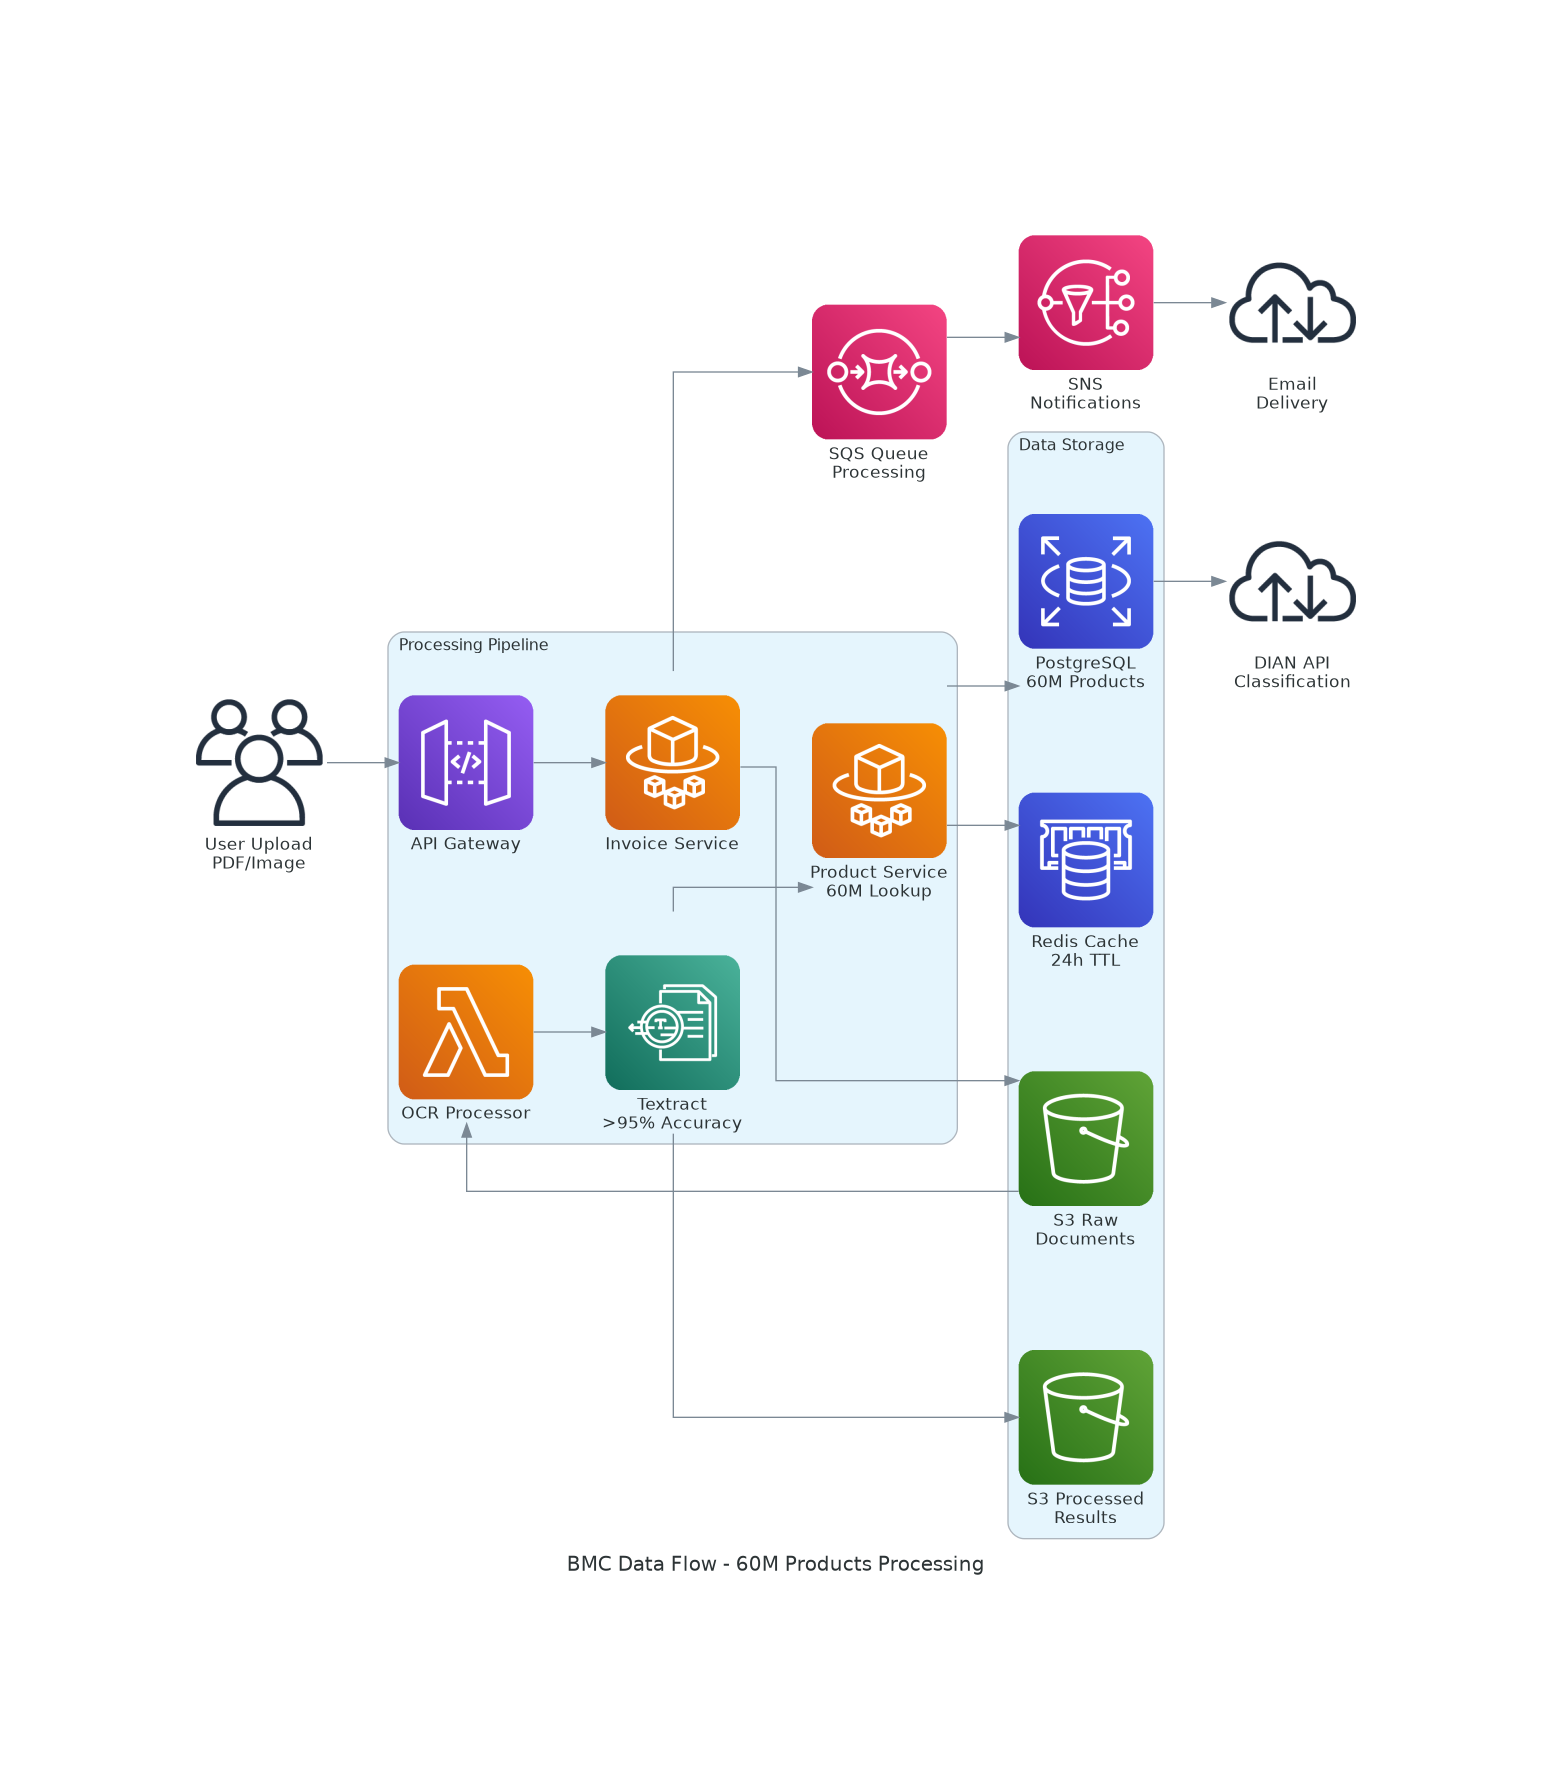 SNS
Notifications
Email
Delivery
SQS Queue
Processing
Data Storage
PostgreSQL
60M Products
DIAN API
Classification
Processing Pipeline
User Upload
PDF/Image
API Gateway
Invoice Service
Product Service
60M Lookup
Redis Cache
24h TTL
OCR Processor
Textract
>95% Accuracy
S3 Raw
Documents
S3 Processed
Results
BMC Data Flow - 60M Products Processing